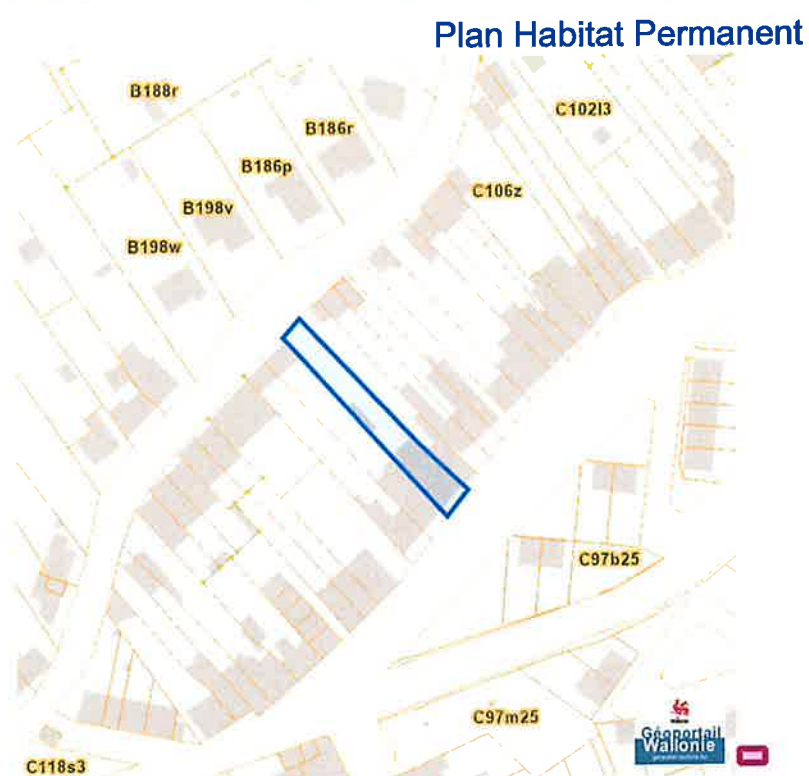 Plan Habitat Permanent
B188r
C102l3
B186r
B186p
C106z
B198v
B198w
C97b25
C97m25
Géoportail
Wallonie
C118s3